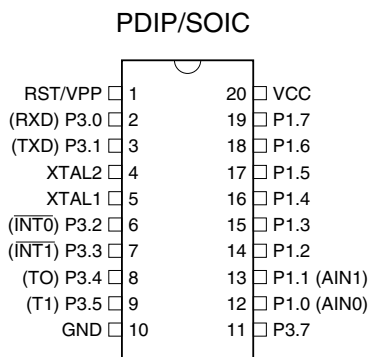 PDIP/SOIC
RST/VPP 1 20 VCC
(RXD) P3.0 2 19 P1.7
(TXD) P3.1 3 18 P1.6
XTAL2 4 17 P1.5
XTAL1 5 16 P1.4
(INT0) P3.2 6 15 P1.3
(INT1) P3.3 7 14 P1.2
(TO) P3.4 8 13 P1.1 (AIN1)
(T1) P3.5 9 12 P1.0 (AIN0)
GND 10 11 P3.7